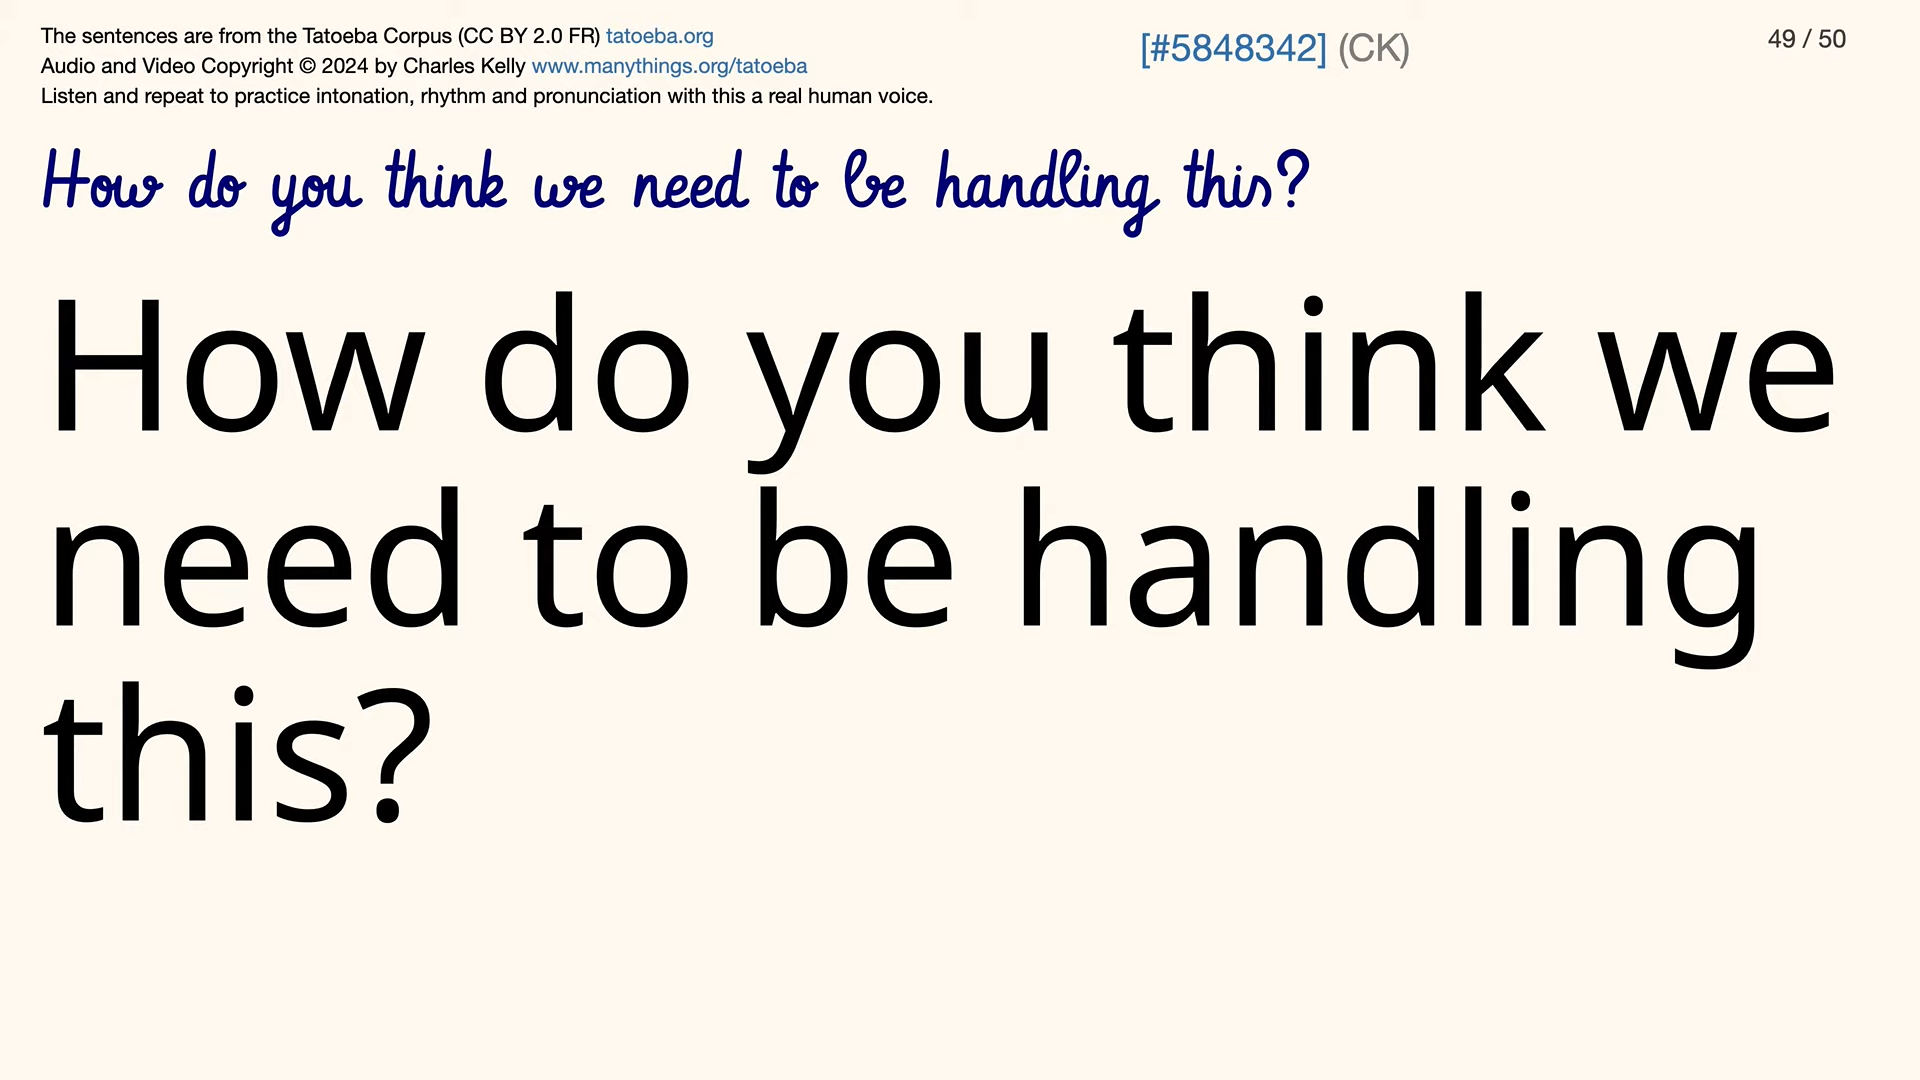 The sentences are from the Tatoeba Corpus (CC BY 2.0 FR) tatoeba.org
Audio and Video Copyright © 2024 by Charles Kelly www.manythings.org/tatoeba
Listen and repeat to practice intonation, rhythm and pronunciation with this a real human voice.
[#5848342] (CK)
49 / 50
How do you think we need to be handling this?
How do you think we
need to be handling
this?